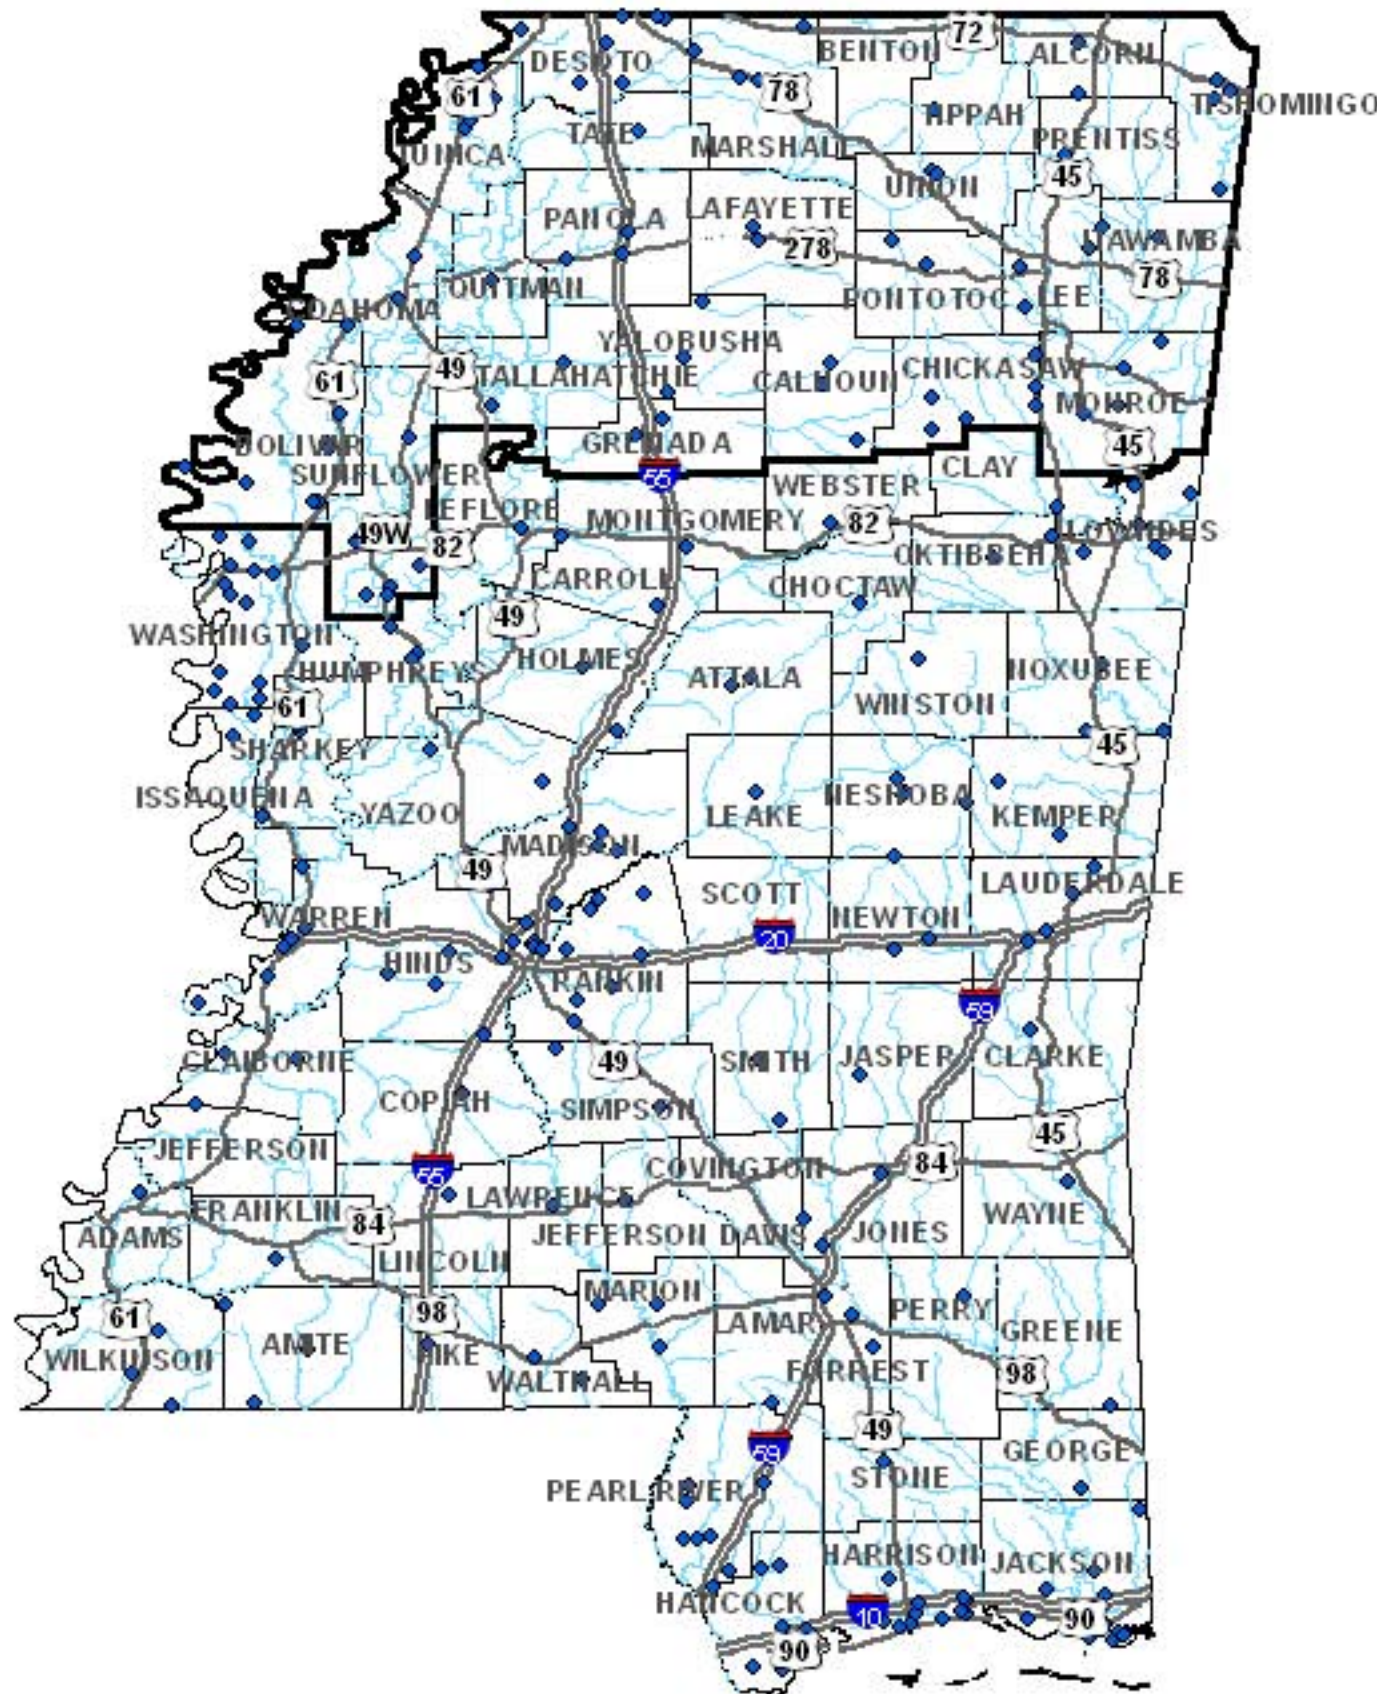 72
BENTON
ALCORN
DESOTO
61
78
TISHOMINGO
TIPPAH
TATE
PRENTISS
MARSHALL
TUNICA
45
UNION
LAFAYETTE
PANOLA
278
ITAWAMBA
78
QUITMAN
PONTOTOC
LEE
COAHOMA
YALOBUSHA
49
CHICKASAW
61
TALLAHATCHIE
CALHOUN
MONROE
BOLIVAR
GRENADA
45
CLAY
55
SUNFLOWER
WEBSTER
LEFLORE
MONTGOMERY
82
49W
LOWNDES
82
OKTIBBEHA
CARROLL
CHOCTAW
49
WASHINGTON
HOLMES
HUMPHREYS
NOXUBEE
ATTALA
61
WINSTON
SHARKEY
45
ISSAQUENA
NESHOBA
YAZOO
LEAKE
KEMPER
MADISON
49
LAUDERDALE
SCOTT
WARREN
NEWTON
20
HINDS
RANKIN
59
CLAIBORNE
49
SMITH
JASPER
CLARKE
COPIAH
SIMPSON
45
JEFFERSON
84
55
COVINGTON
LAWRENCE
FRANKLIN
84
WAYNE
ADAMS
JEFFERSON DAVIS
JONES
LINCOLN
MARION
61
98
PERRY
LAMAR
GREENE
AMITE
PIKE
WILKINSON
FORREST
98
WALTHALL
49
59
GEORGE
STONE
PEARL RIVER
HARRISON
JACKSON
HANCOCK
10
90
90